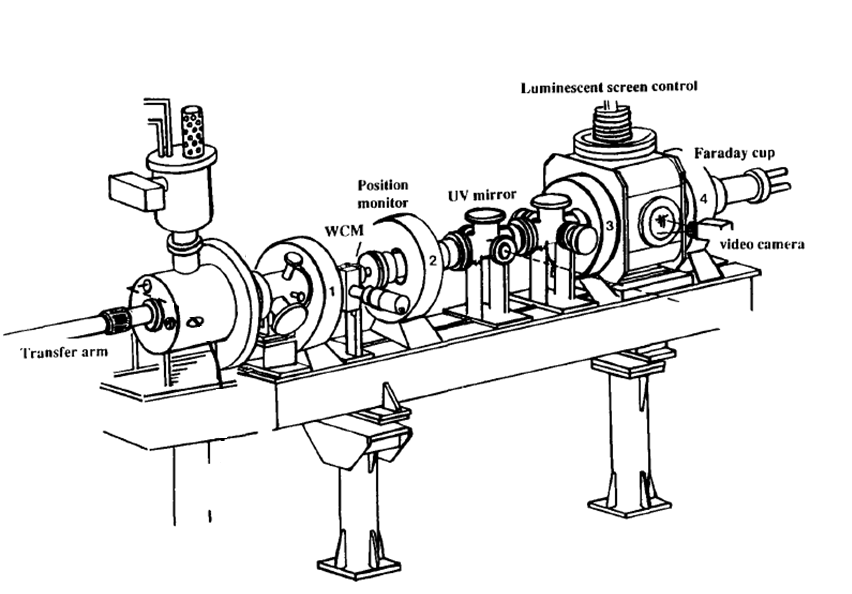 Luminescent screen control
Faraday cup
Position
monitor
UV mirror
WCM
video camera
Transfer arm
1
2
3
4